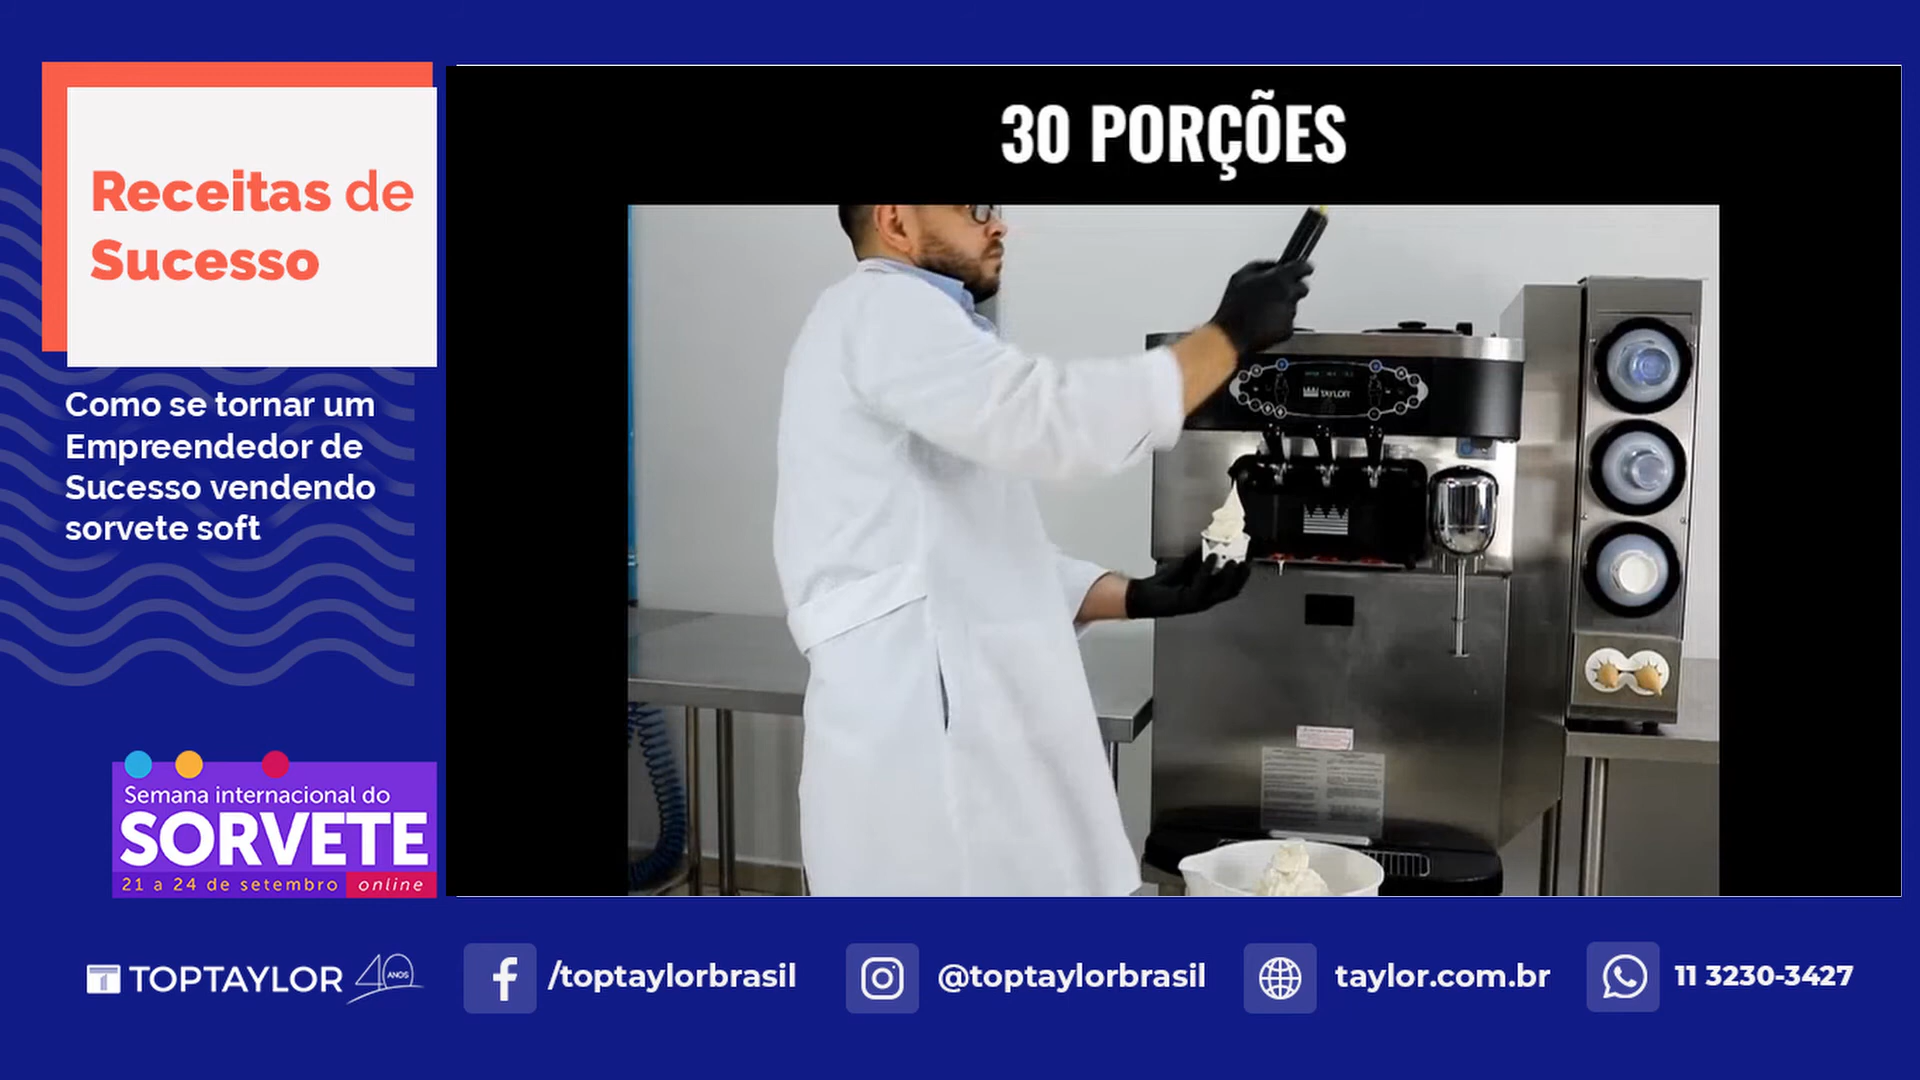 30 PORÇÕES
Receitas de
Sucesso
Como se tornar um
Empreendedor de
Sucesso vendendo
sorvete soft
TAYLOR
Semana internacional do
SORVETE
21 a 24 de setembro online
TOPTAYLOR 40 ANOS
/toptaylorbrasil
@toptaylorbrasil
taylor.com.br
11 3230-3427